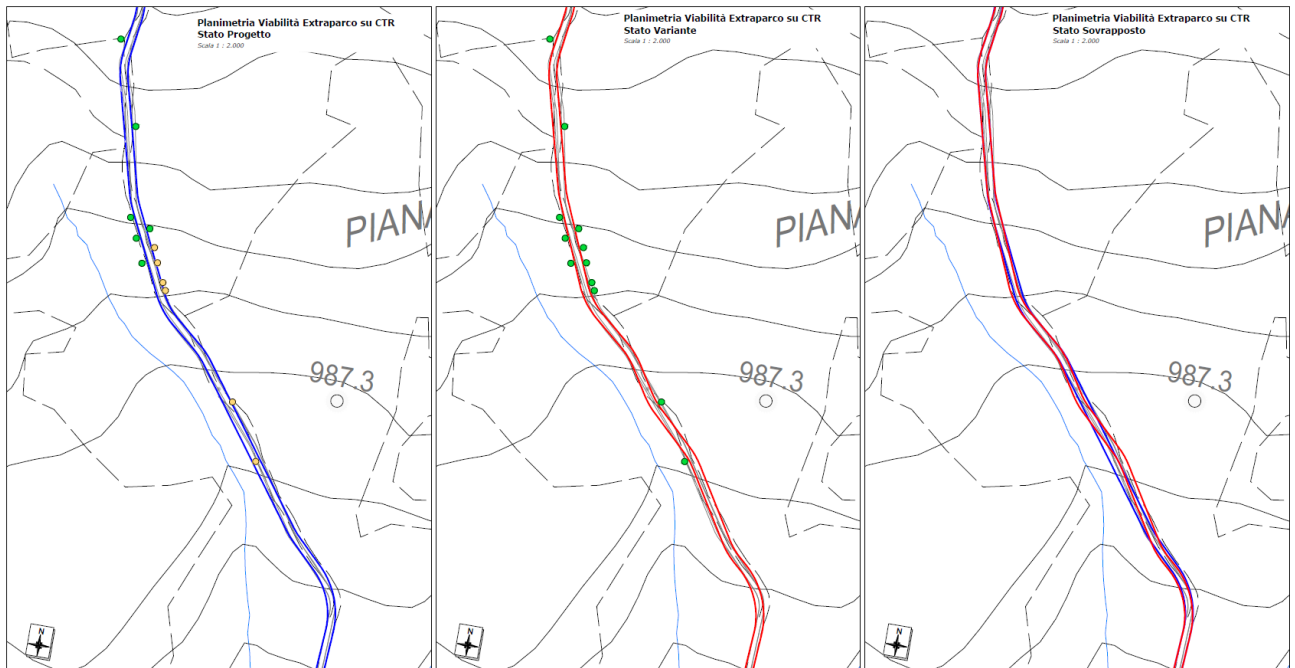 Planimetria Viabilità Extraparco su CTR
Stato Progetto
Scala 1 : 2.000
PIANA
987.3
N
Planimetria Viabilità Extraparco su CTR
Stato Variante
Scala 1 : 2.000
PIANA
987.3
N
Planimetria Viabilità Extraparco su CTR
Stato Sovrapposto
Scala 1 : 2.000
PIANA
987.3
N